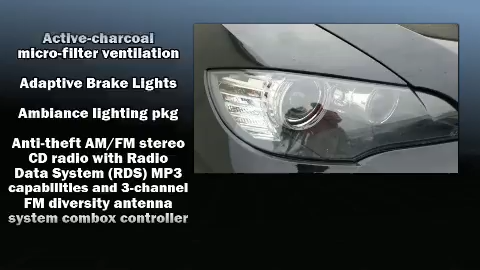 Active-charcoal
micro-filter ventilation
Adaptive Brake Lights
Ambiance lighting pkg
Anti-theft AM/FM stereo
CD radio with Radio
Data System (RDS) MP3
capabilities and 3-channel
FM diversity antenna
system combox controller